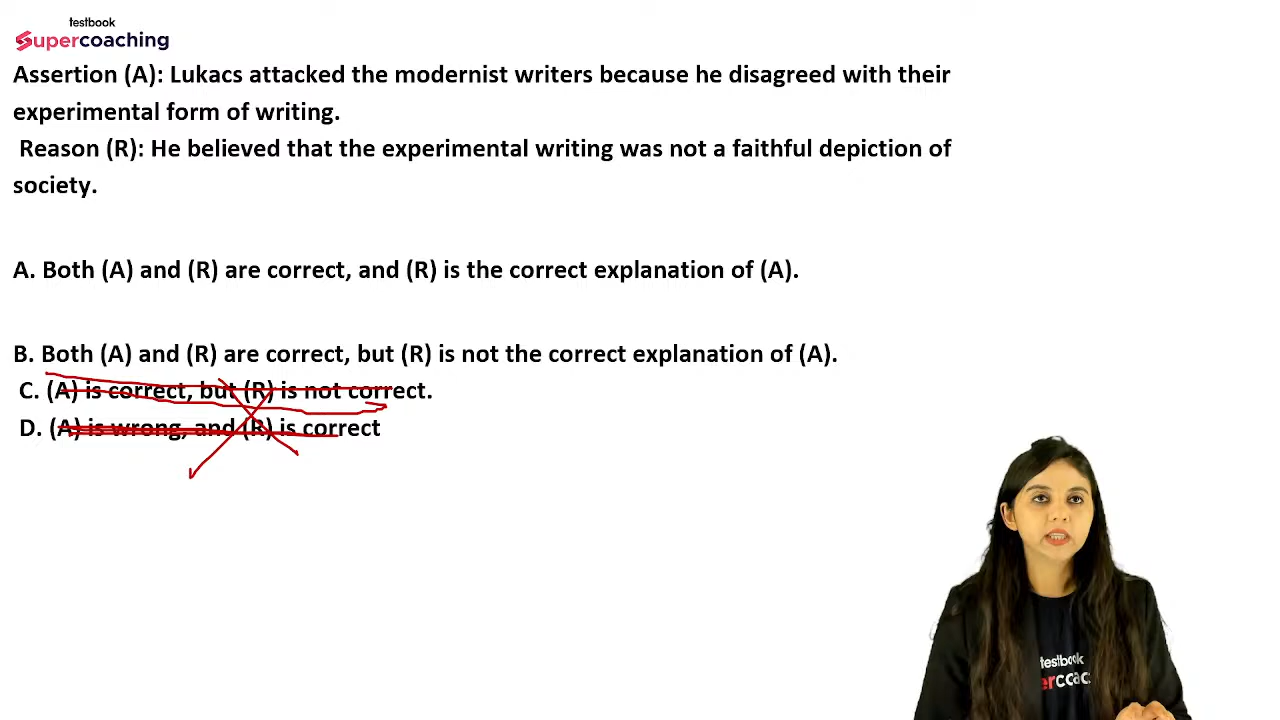 testbook
Supercoaching
Assertion (A): Lukacs attacked the modernist writers because he disagreed with their
experimental form of writing.
Reason (R): He believed that the experimental writing was not a faithful depiction of
society.
A. Both (A) and (R) are correct, and (R) is the correct explanation of (A).
B. Both (A) and (R) are correct, but (R) is not the correct explanation of (A).
C. (A) is correct, but (R) is not correct.
D. (A) is wrong, and (R) is correct
testbook